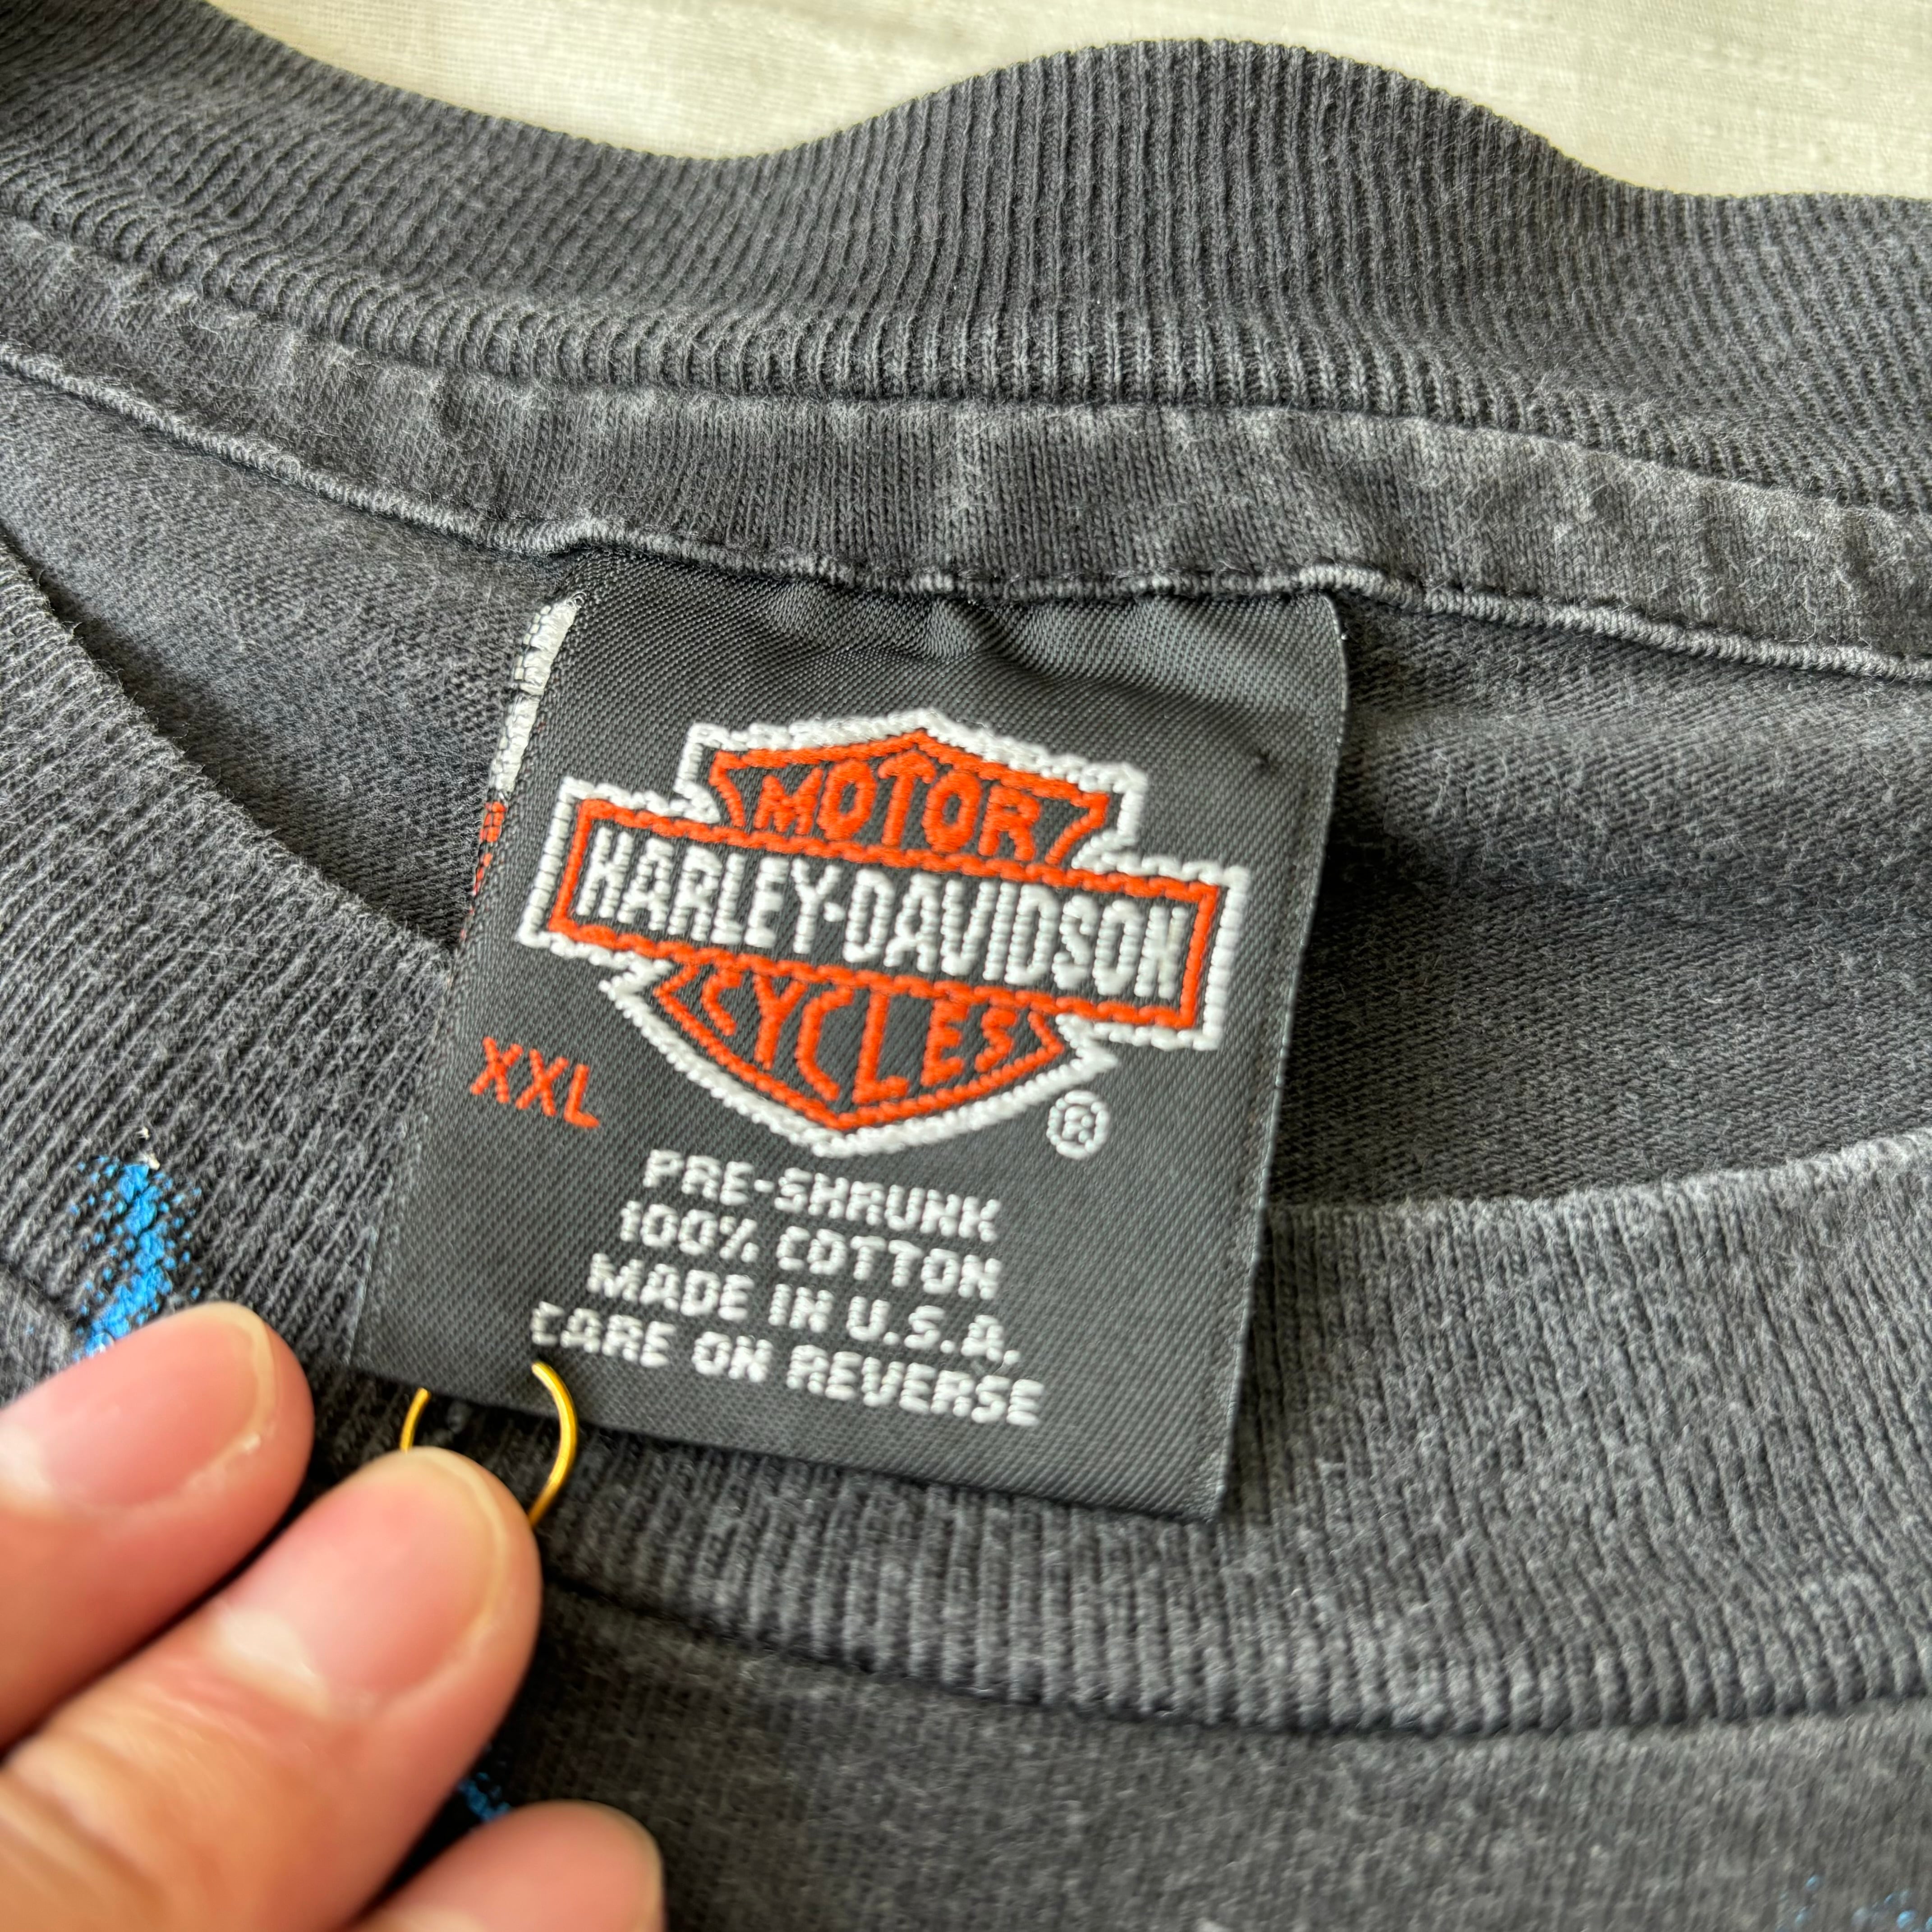 MOTOR
HARLEY-DAVIDSON
CYCLES
®
XXL
PRE-SHRUNK
100% COTTON
MADE IN U.S.A.
CARE ON REVERSE